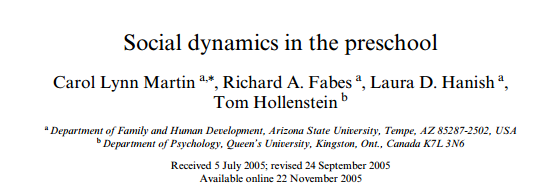 Social dynamics in the preschool
Carol Lynn Martin a,*, Richard A. Fabes a, Laura D. Hanish a,
Tom Hollenstein b
a Department of Family and Human Development, Arizona State University, Tempe, AZ 85287-2502, USA
b Department of Psychology, Queen's University, Kingston, Ont., Canada K7L 3N6
Received 5 July 2005; revised 24 September 2005
Available online 22 November 2005